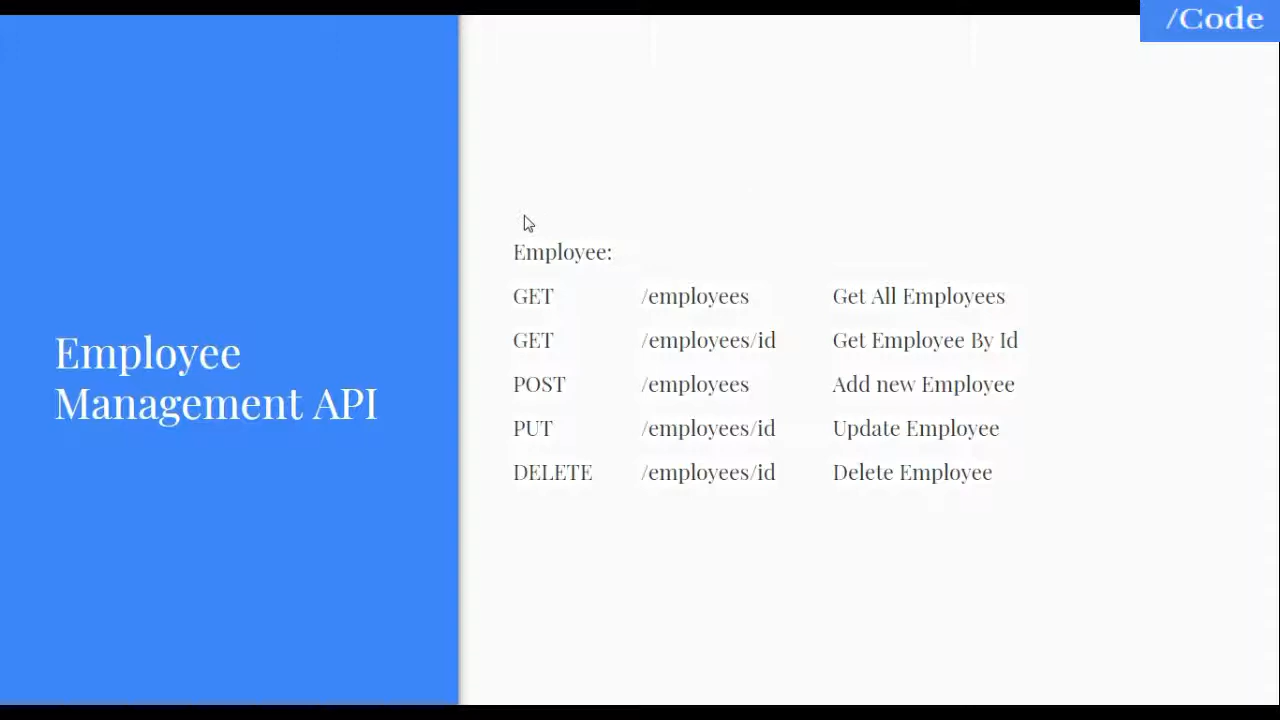 /Code
Employee
Management API
Employee:
GET /employees Get All Employees
GET /employees/id Get Employee By Id
POST /employees Add new Employee
PUT /employees/id Update Employee
DELETE /employees/id Delete Employee